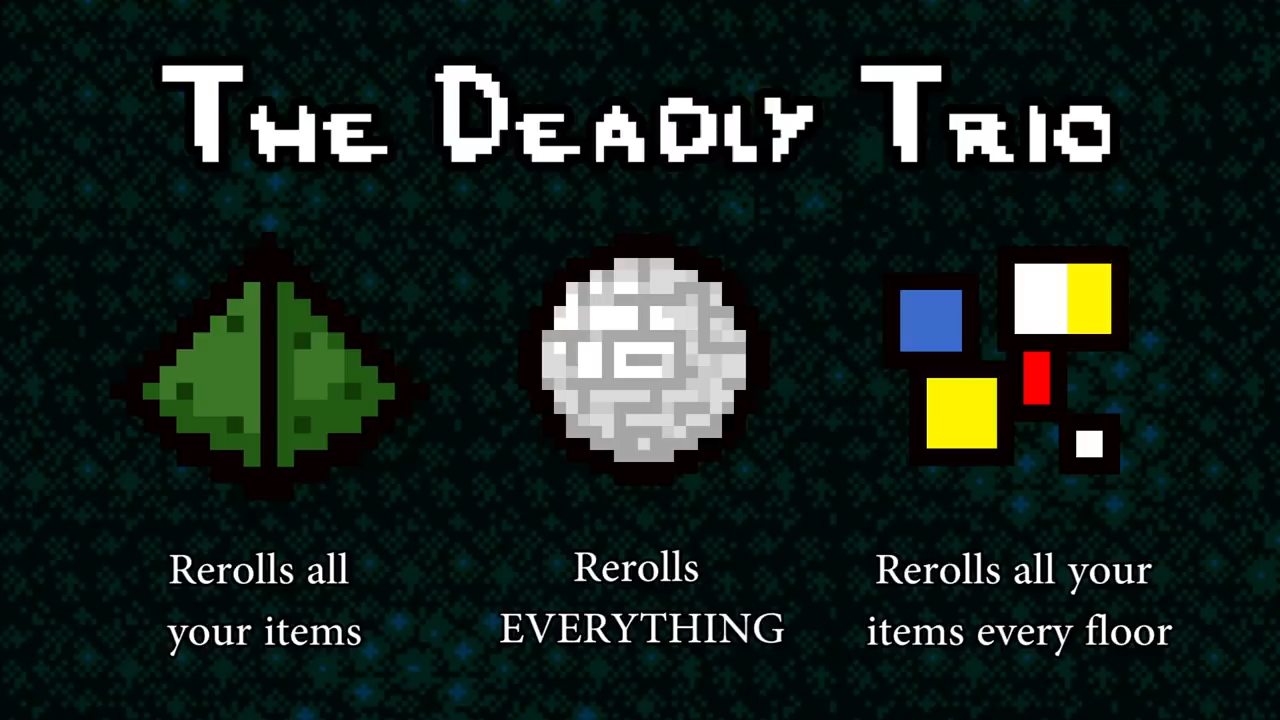 The Deadly Trio
Rerolls all
your items
Rerolls
EVERYTHING
Rerolls all your
items every floor